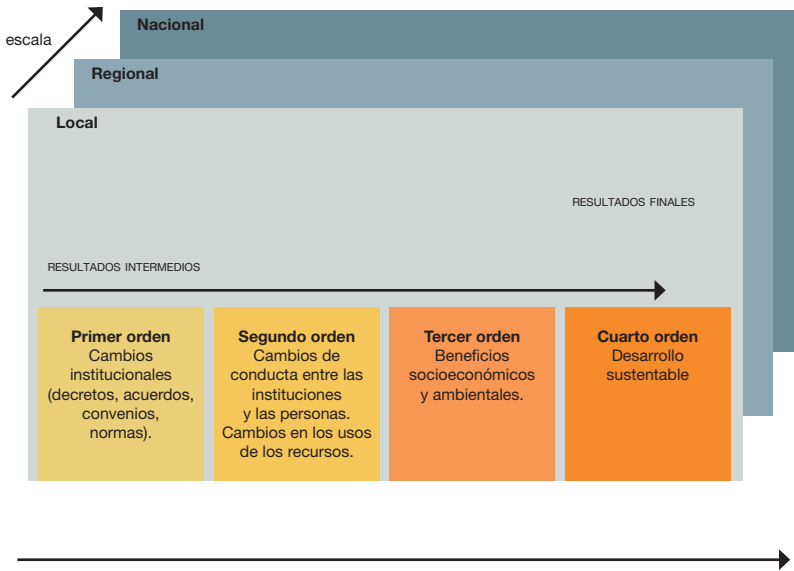 escala
Nacional
Regional
Local
RESULTADOS FINALES
RESULTADOS INTERMEDIOS
Primer orden
Cambios
institucionales
(decretos, acuerdos,
convenios,
normas).
Segundo orden
Cambios de
conducta entre las
instituciones
y las personas.
Cambios en los usos
de los recursos.
Tercer orden
Beneficios
socioeconómicos
y ambientales.
Cuarto orden
Desarrollo
sustentable